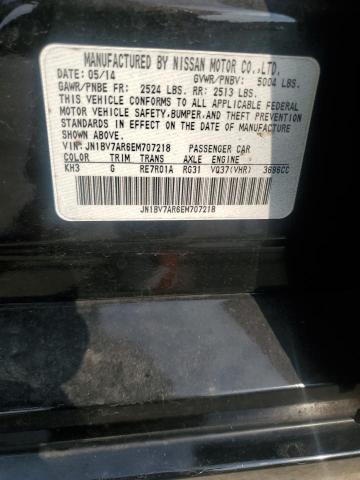 MANUFACTURED BY NISSAN MOTOR CO.,LTD.
DATE: 05/14 GVWR/PNBV: 5004 LBS.
GAWR/PNBE FR: 2524 LBS. RR: 2513 LBS.
THIS VEHICLE CONFORMS TO ALL APPLICABLE FEDERAL
MOTOR VEHICLE SAFETY,BUMPER,AND THEFT PREVENTION
STANDARDS IN EFFECT ON THE DATE OF MANUFACTURE
SHOWN ABOVE.
VIN: JN1BV7AR6EM707218 PASSENGER CAR
COLOR TRIM TRANS AXLE ENGINE
KH3 G RE7R01A RG31 VQ37(VHR) 3696CC
JN1BV7AR6EM707218